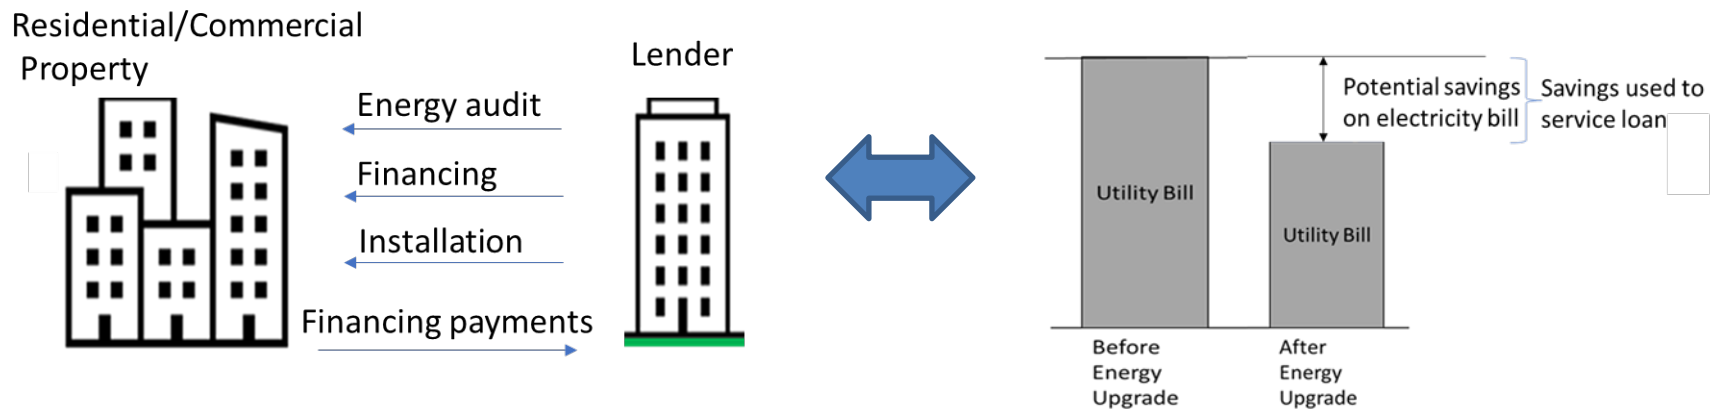 Residential/Commercial
Property
Lender
Energy audit
Financing
Installation
Financing payments
Potential savings
on electricity bill
Savings used to
service loan
Utility Bill
Utility Bill
Before
Energy
Upgrade
After
Energy
Upgrade